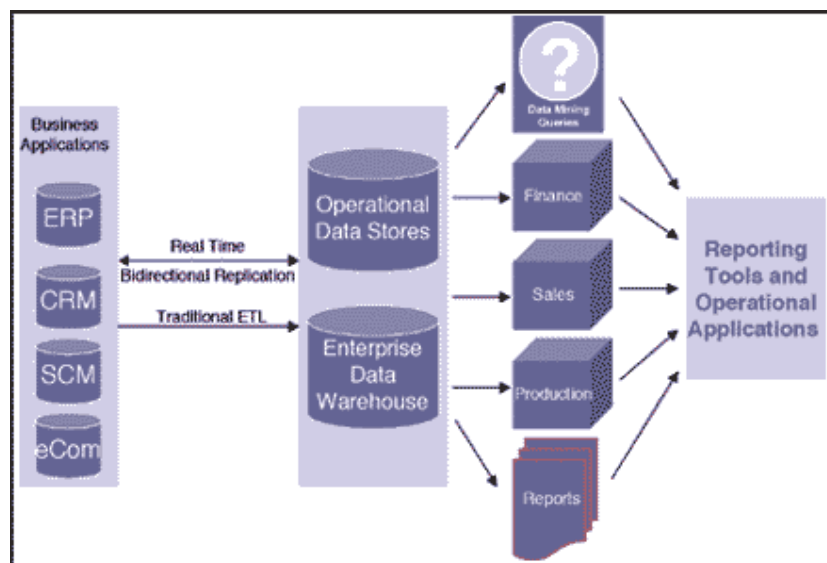 Business
Applications
ERP
CRM
SCM
eCom
Real Time
Bidirectional Replication
Traditional ETL
Operational
Data Stores
Enterprise
Data
Warehouse
?
Data Mining
Queries
Finance
Sales
Production
Reports
Reporting
Tools and
Operational
Applications